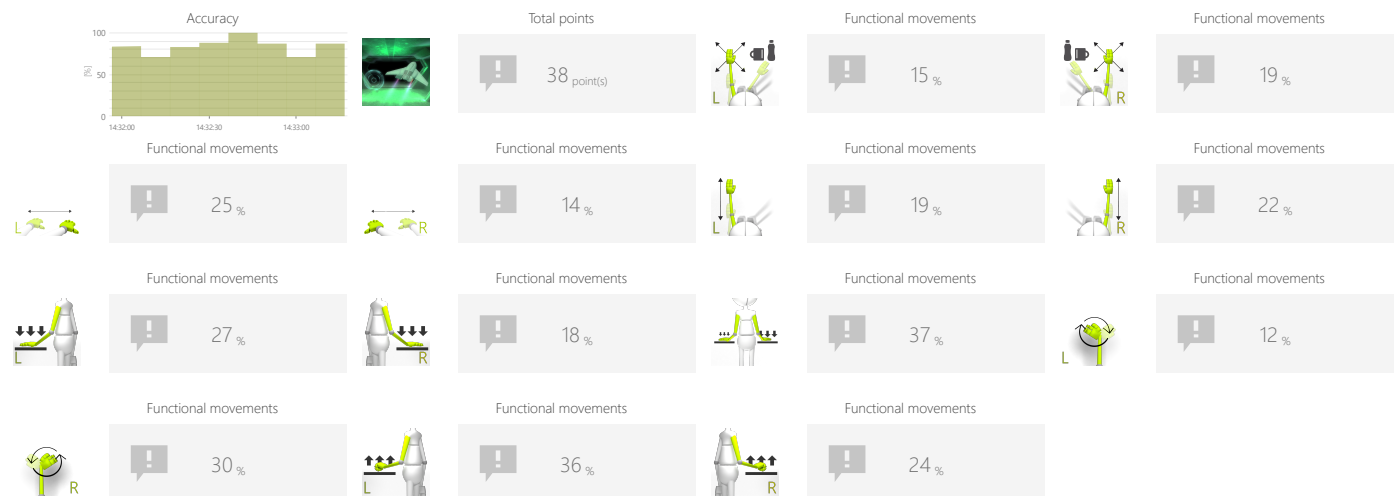 Accuracy
Total points
Functional movements
Functional movements
100
50
0
[%]
14:32:00
14:32:30
14:33:00
38 point(s)
L
15 %
R
19 %
Functional movements
Functional movements
Functional movements
Functional movements
L
25 %
R
14 %
L
19 %
R
22 %
Functional movements
Functional movements
Functional movements
Functional movements
L
27 %
R
18 %
37 %
L
12 %
Functional movements
Functional movements
Functional movements
R
30 %
L
36 %
R
24 %